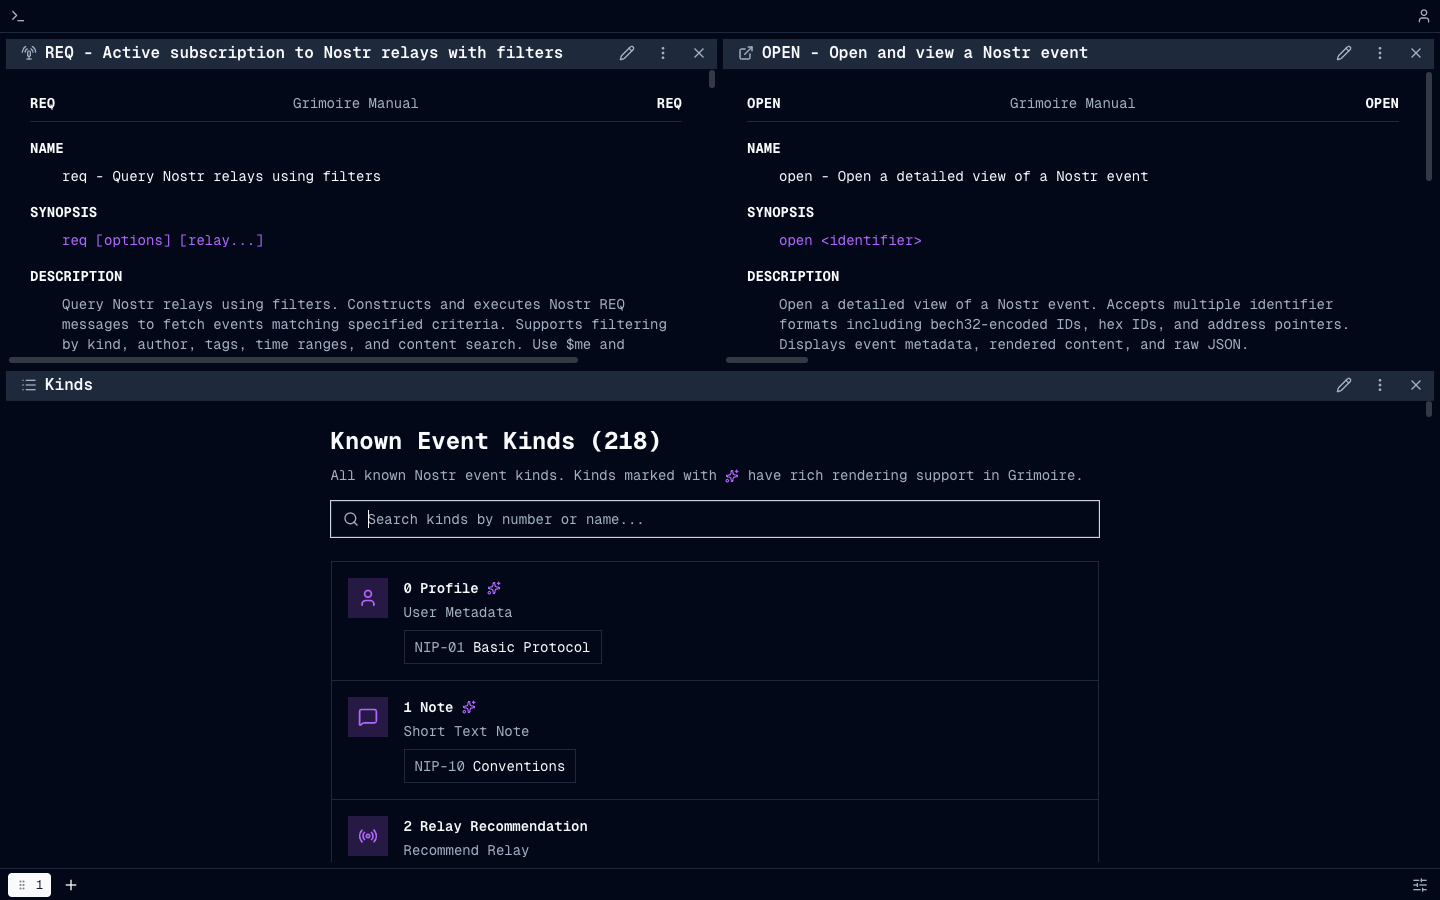 REQ - Active subscription to Nostr relays with filters
REQ Grimoire Manual REQ
NAME
req - Query Nostr relays using filters
SYNOPSIS
req [options] [relay...]
DESCRIPTION
Query Nostr relays using filters. Constructs and executes Nostr REQ
messages to fetch events matching specified criteria. Supports filtering
by kind, author, tags, time ranges, and content search. Use $me and
OPEN - Open and view a Nostr event
OPEN Grimoire Manual OPEN
NAME
open - Open a detailed view of a Nostr event
SYNOPSIS
open <identifier>
DESCRIPTION
Open a detailed view of a Nostr event. Accepts multiple identifier
formats including bech32-encoded IDs, hex IDs, and address pointers.
Displays event metadata, rendered content, and raw JSON.
Kinds
Known Event Kinds (218)
All known Nostr event kinds. Kinds marked with have rich rendering support in Grimoire.
Search kinds by number or name...
0 Profile
User Metadata
NIP-01 Basic Protocol
1 Note
Short Text Note
NIP-10 Conventions
2 Relay Recommendation
Recommend Relay
1